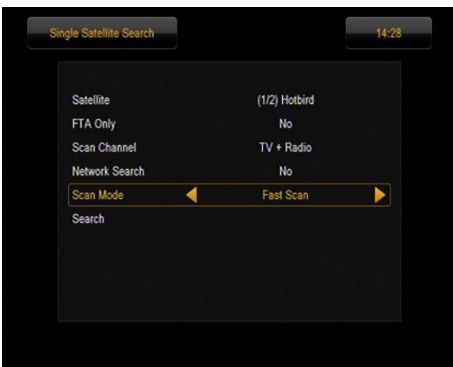 Single Satellite Search 14:28
Satellite (1/2) Hotbird
FTA Only No
Scan Channel TV + Radio
Network Search No
Scan Mode Fast Scan
Search